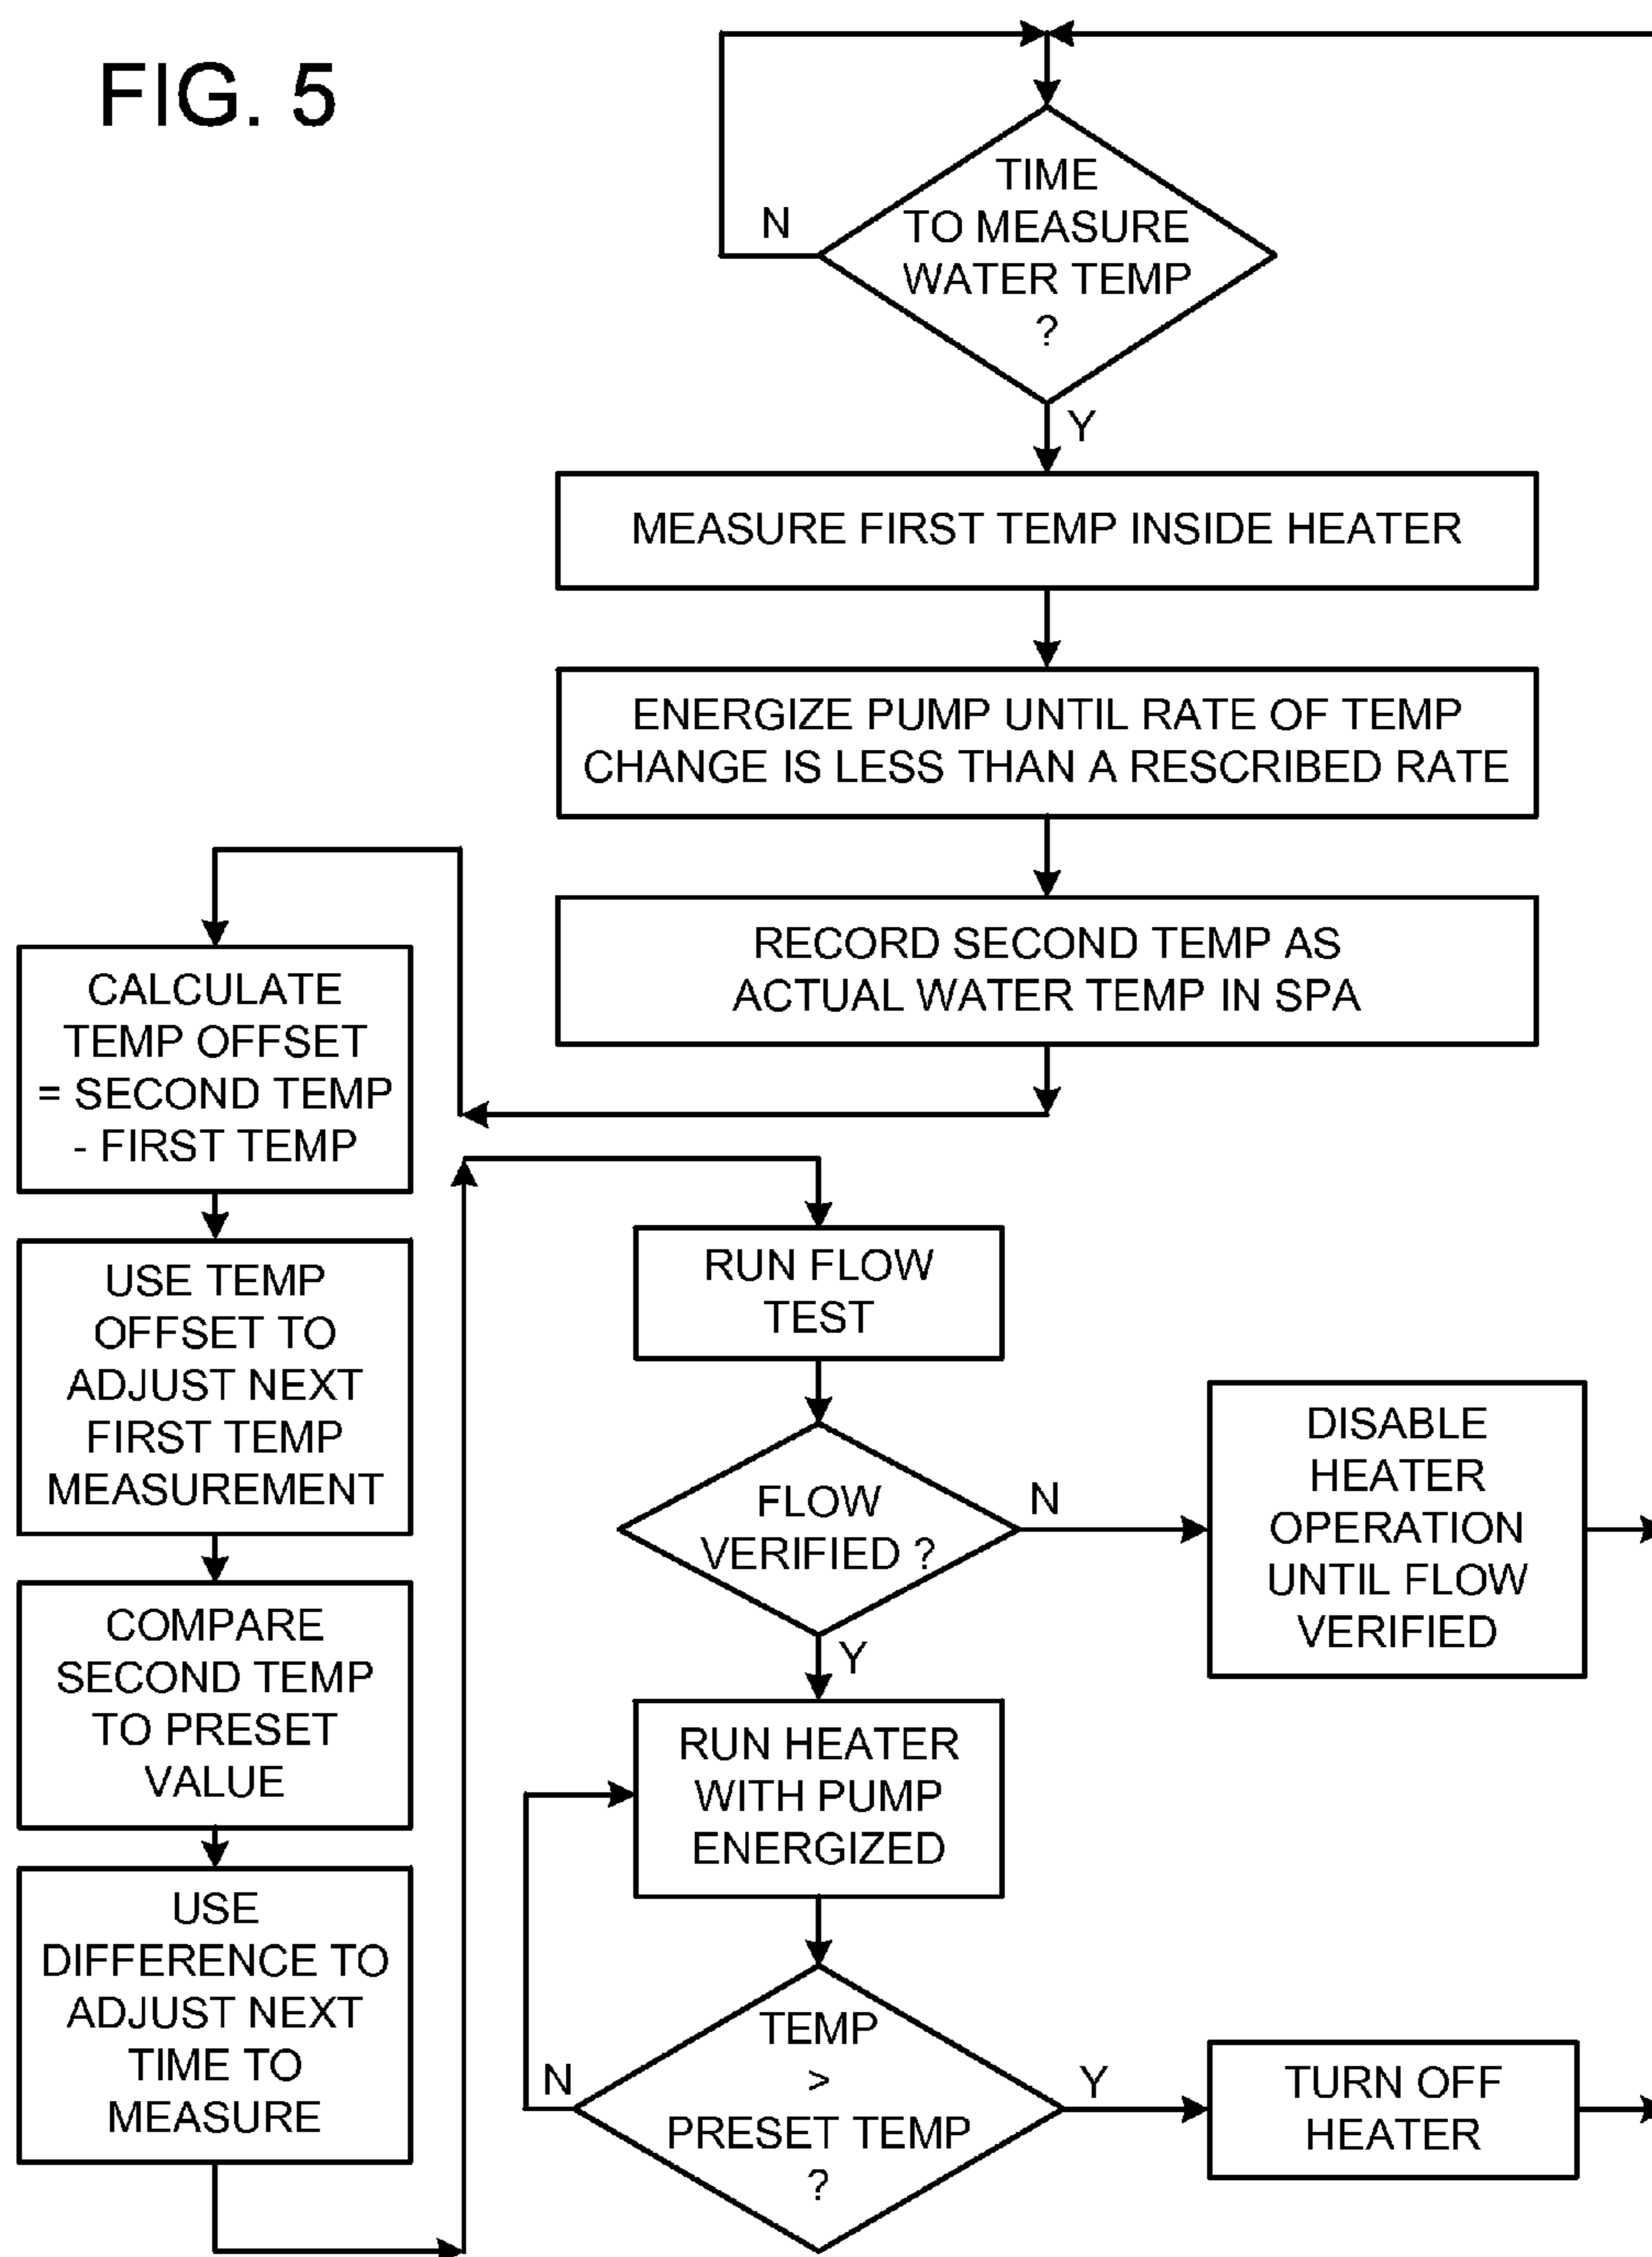 FIG. 5
TIME
TO MEASURE
WATER TEMP
?
N
Y
MEASURE FIRST TEMP INSIDE HEATER
ENERGIZE PUMP UNTIL RATE OF TEMP
CHANGE IS LESS THAN A RESCRIBED RATE
RECORD SECOND TEMP AS
ACTUAL WATER TEMP IN SPA
CALCULATE
TEMP OFFSET
= SECOND TEMP
- FIRST TEMP
USE TEMP
OFFSET TO
ADJUST NEXT
FIRST TEMP
MEASUREMENT
COMPARE
SECOND TEMP
TO PRESET
VALUE
USE
DIFFERENCE TO
ADJUST NEXT
TIME TO
MEASURE
RUN FLOW
TEST
FLOW
VERIFIED ?
N
DISABLE
HEATER
OPERATION
UNTIL FLOW
VERIFIED
Y
RUN HEATER
WITH PUMP
ENERGIZED
TEMP
>
PRESET TEMP
?
N
Y
TURN OFF
HEATER